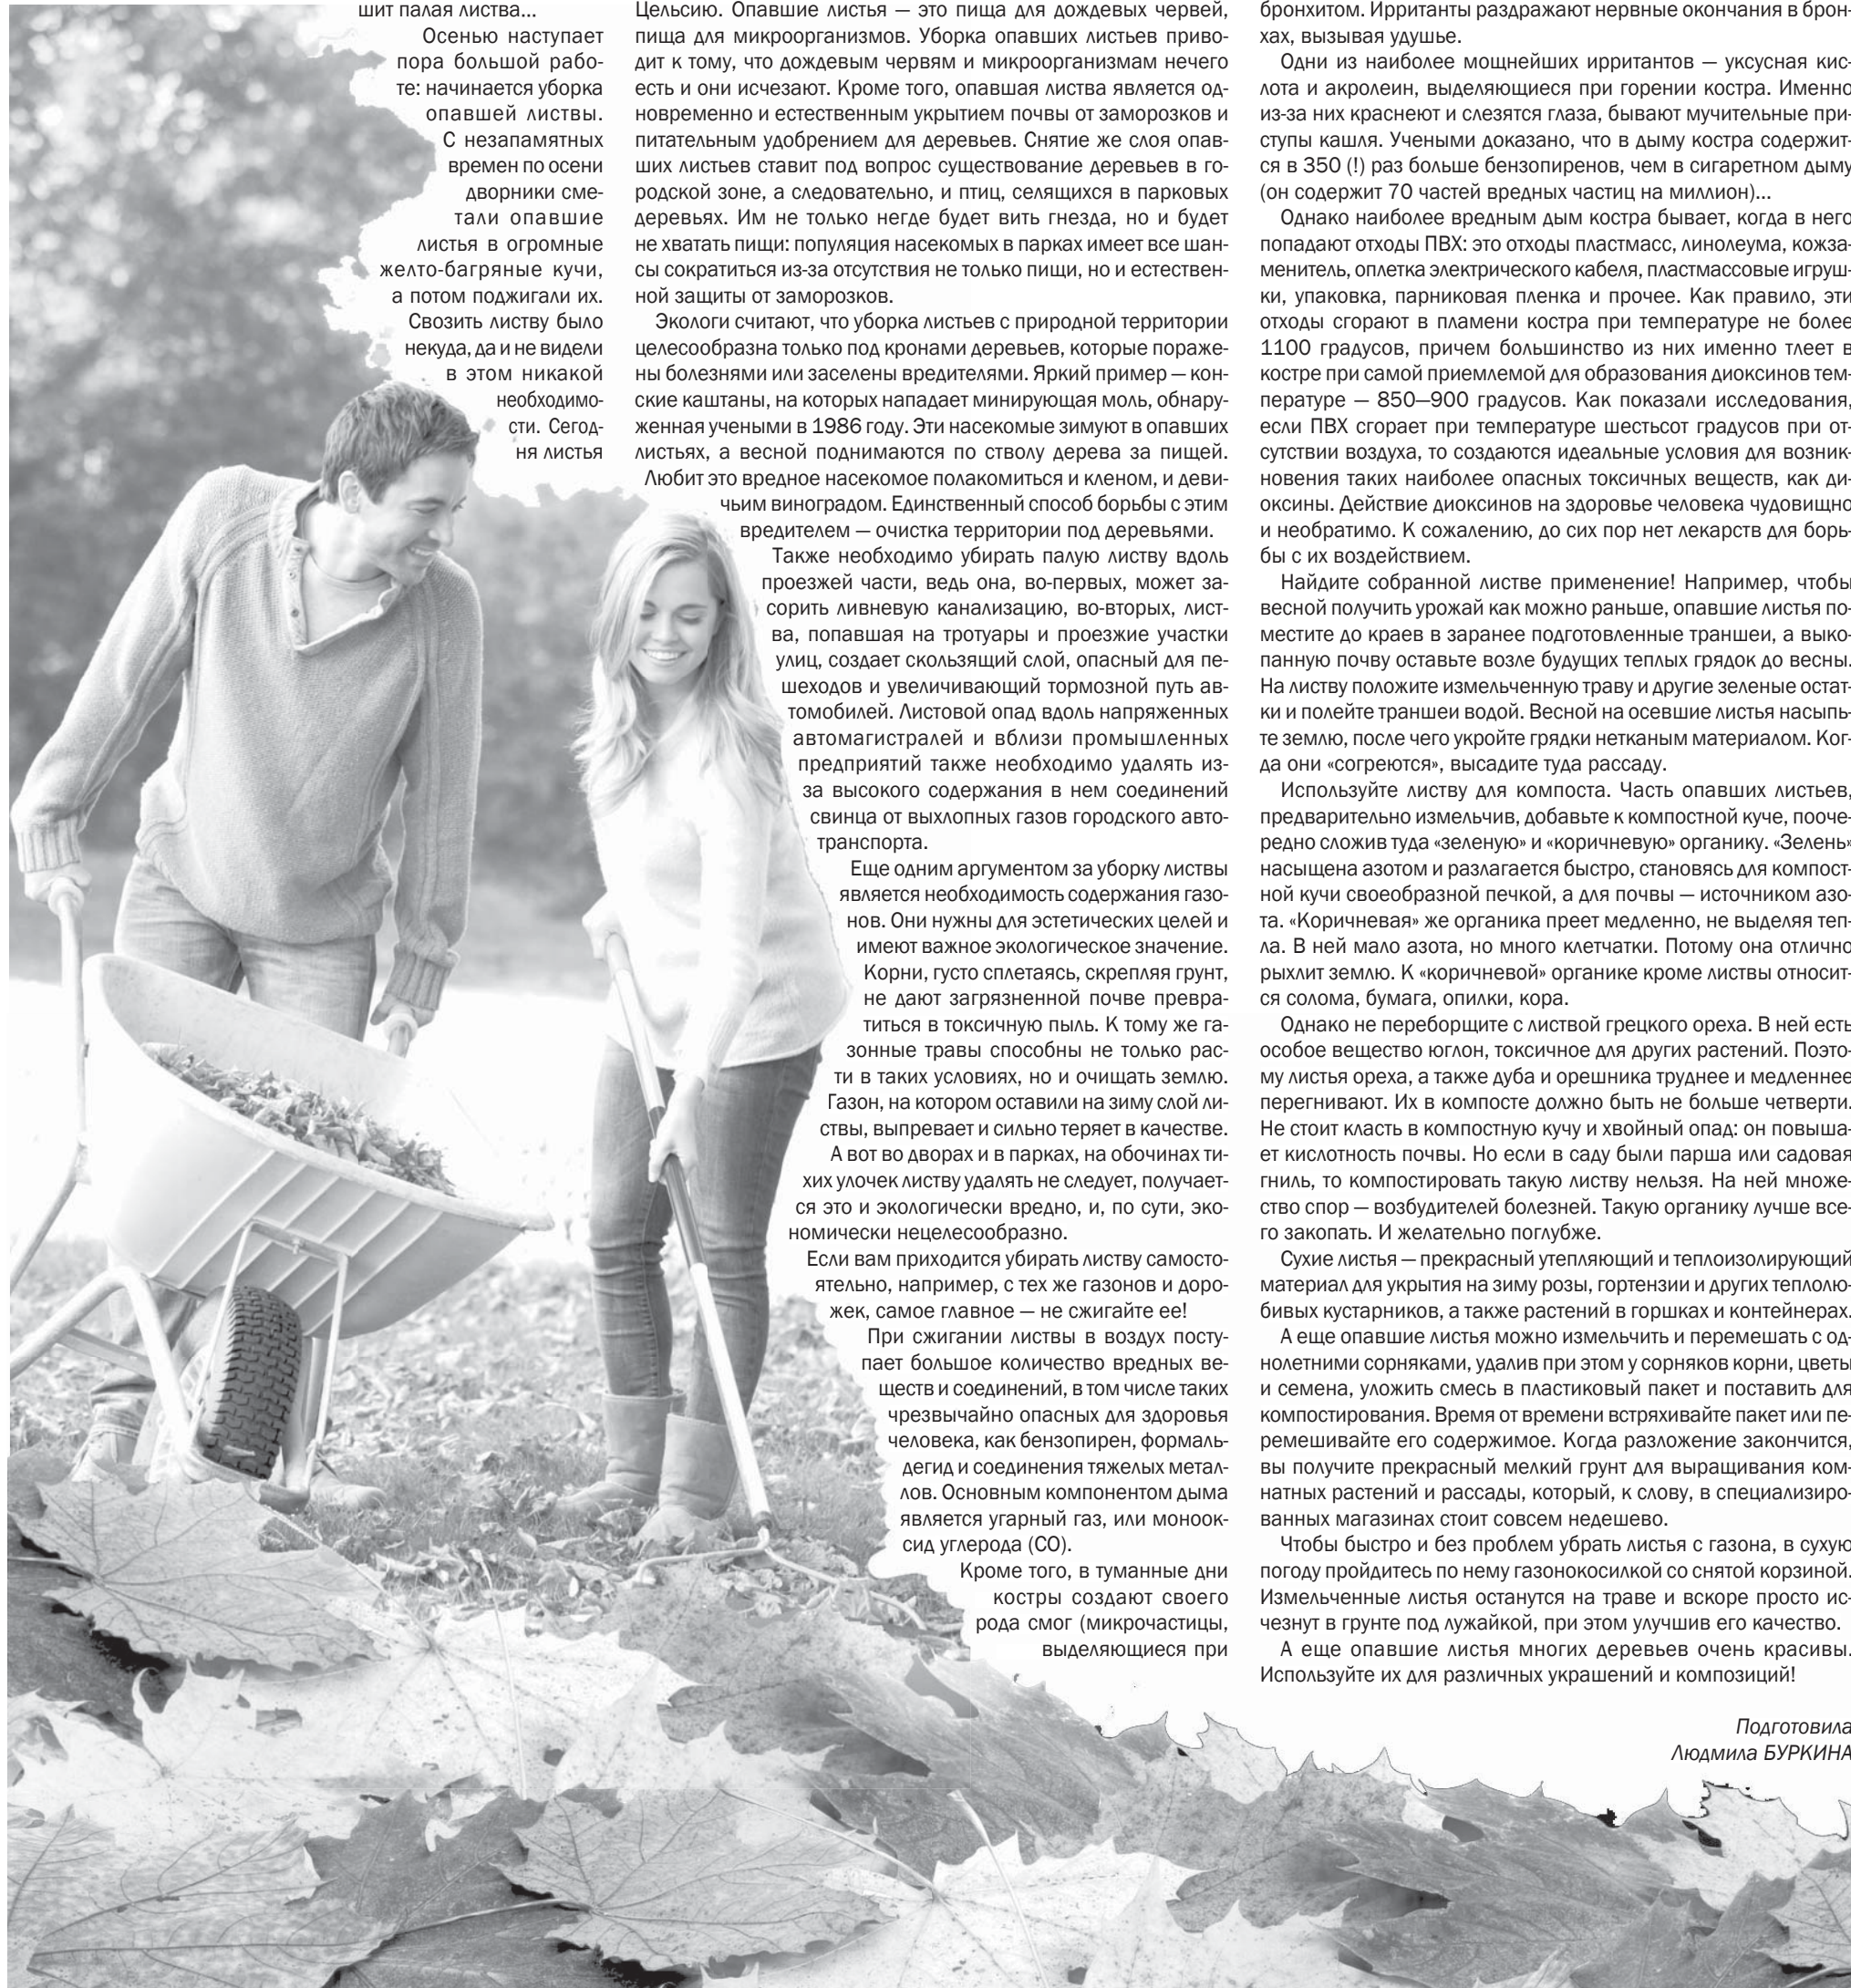 шит палая листва...
Осенью наступает
пора большой рабо-
те: начинается уборка
опавшей листвы.
С незапамятных
времен по осени
дворники сме-
тали опавшие
листья в огромные
желто-багряные кучи,
а потом поджигали их.
Свозить листву было
некуда, да и не видели
в этом никакой
необходимо-
сти. Сегод-
ня листья
Цельсию. Опавшие листья — это пища для дождевых червей,
пища для микроорганизмов. Уборка опавших листьев приво-
дит к тому, что дождевым червям и микроорганизмам нечего
есть и они исчезают. Кроме того, опавшая листва является од-
новременно и естественным укрытием почвы от заморозков и
питательным удобрением для деревьев. Снятие же слоя опав-
ших листьев ставит под вопрос существование деревьев в го-
родской зоне, а следовательно, и птиц, селящихся в парковых
деревьях. Им не только негде будет вить гнезда, но и будет
не хватать пищи: популяция насекомых в парках имеет все шан-
сы сократиться из-за отсутствия не только пищи, но и естествен-
ной защиты от заморозков.
Экологи считают, что уборка листьев с природной территории
целесообразна только под кронами деревьев, которые пораже-
ны болезнями или заселены вредителями. Яркий пример — кон-
ские каштаны, на которых нападает минирующая моль, обнару-
женная учеными в 1986 году. Эти насекомые зимуют в опавших
листьях, а весной поднимаются по стволу дерева за пищей.
Любит это вредное насекомое полакомиться и кленом, и деви-
чьим виноградом. Единственный способ борьбы с этим
вредителем — очистка территории под деревьями.
Также необходимо убирать палую листву вдоль
проезжей части, ведь она, во-первых, может за-
сорить ливневую канализацию, во-вторых, лист-
ва, попавшая на тротуары и проезжие участки
улиц, создает скользящий слой, опасный для пе-
шеходов и увеличивающий тормозной путь ав-
томобилей. Листовой опад вдоль напряженных
автомагистралей и вблизи промышленных
предприятий также необходимо удалять из-
за высокого содержания в нем соединений
свинца от выхлопных газов городского авто-
транспорта.
Еще одним аргументом за уборку листвы
является необходимость содержания газо-
нов. Они нужны для эстетических целей и
имеют важное экологическое значение.
Корни, густо сплетаясь, скрепляя грунт,
не дают загрязненной почве превра-
титься в токсичную пыль. К тому же га-
зонные травы способны не только рас-
ти в таких условиях, но и очищать землю.
Газон, на котором оставили на зиму слой ли-
ствы, выпревает и сильно теряет в качестве.
А вот во дворах и в парках, на обочинах ти-
хих улочек листву удалять не следует, получает-
ся это и экологически вредно, и, по сути, эко-
номически нецелесообразно.
Если вам приходится убирать листву самосто-
ятельно, например, с тех же газонов и доро-
жек, самое главное — не сжигайте ее!
При сжигании листвы в воздух посту-
пает большое количество вредных ве-
ществ и соединений, в том числе таких
чрезвычайно опасных для здоровья
человека, как бензопирен, формаль-
дегид и соединения тяжелых метал-
лов. Основным компонентом дыма
является угарный газ, или моноок-
сид углерода (СО).
Кроме того, в туманные дни
костры создают своего
рода смог (микрочастицы,
выделяющиеся при
бронхитом. Ирританты раздражают нервные окончания в брон-
хах, вызывая удушье.
Одни из наиболее мощнейших ирритантов — уксусная кис-
лота и акролеин, выделяющиеся при горении костра. Именно
из-за них краснеют и слезятся глаза, бывают мучительные при-
ступы кашля. Учеными доказано, что в дыму костра содержит-
ся в 350 (!) раз больше бензопиренов, чем в сигаретном дыму
(он содержит 70 частей вредных частиц на миллион)...
Однако наиболее вредным дым костра бывает, когда в него
попадают отходы ПВХ: это отходы пластмасс, линолеума, кожза-
менитель, оплетка электрического кабеля, пластмассовые игруш-
ки, упаковка, парниковая пленка и прочее. Как правило, эти
отходы сгорают в пламени костра при температуре не более
1100 градусов, причем большинство из них именно тлеет в
костре при самой приемлемой для образования диоксинов тем-
пературе — 850—900 градусов. Как показали исследования,
если ПВХ сгорает при температуре шестьсот градусов при от-
сутствии воздуха, то создаются идеальные условия для возник-
новения таких наиболее опасных токсичных веществ, как ди-
оксины. Действие диоксинов на здоровье человека чудовищно
и необратимо. К сожалению, до сих пор нет лекарств для борь-
бы с их воздействием.
Найдите собранной листве применение! Например, чтобы
весной получить урожай как можно раньше, опавшие листья по-
местите до краев в заранее подготовленные траншеи, а выко-
панную почву оставьте возле будущих теплых грядок до весны.
На листву положите измельченную траву и другие зеленые остат-
ки и полейте траншеи водой. Весной на осевшие листья насыпь-
те землю, после чего укройте грядки нетканым материалом. Ког-
да они «согреются», высадите туда рассаду.
Используйте листву для компоста. Часть опавших листьев,
предварительно измельчив, добавьте к компостной куче, пооче-
редно сложив туда «зеленую» и «коричневую» органику. «Зелень»
насыщена азотом и разлагается быстро, становясь для компост-
ной кучи своеобразной печкой, а для почвы — источником азо-
та. «Коричневая» же органика преет медленно, не выделяя теп-
ла. В ней мало азота, но много клетчатки. Потому она отлично
рыхлит землю. К «коричневой» органике кроме листвы относит-
ся солома, бумага, опилки, кора.
Однако не переборщите с листвой грецкого ореха. В ней есть
особое вещество юглон, токсичное для других растений. Поэто-
му листья ореха, а также дуба и орешника труднее и медленнее
перегнивают. Их в компосте должно быть не больше четверти.
Не стоит класть в компостную кучу и хвойный опад: он повыша-
ет кислотность почвы. Но если в саду были парша или садовая
гниль, то компостировать такую листву нельзя. На ней множе-
ство спор — возбудителей болезней. Такую органику лучше все-
го закопать. И желательно поглубже.
Сухие листья — прекрасный утепляющий и теплоизолирующий
материал для укрытия на зиму розы, гортензии и других теплолю-
бивых кустарников, а также растений в горшках и контейнерах.
А еще опавшие листья можно измельчить и перемешать с од-
нолетними сорняками, удалив при этом у сорняков корни, цветы
и семена, уложить смесь в пластиковый пакет и поставить для
компостирования. Время от времени встряхивайте пакет или пе-
ремешивайте его содержимое. Когда разложение закончится,
вы получите прекрасный мелкий грунт для выращивания ком-
натных растений и рассады, который, к слову, в специализиро-
ванных магазинах стоит совсем недешево.
Чтобы быстро и без проблем убрать листья с газона, в сухую
погоду пройдитесь по нему газонокосилкой со снятой корзиной.
Измельченные листья останутся на траве и вскоре просто ис-
чезнут в грунте под лужайкой, при этом улучшив его качество.
А еще опавшие листья многих деревьев очень красивы.
Используйте их для различных украшений и композиций!
Подготовила
Людмила БУРКИНА